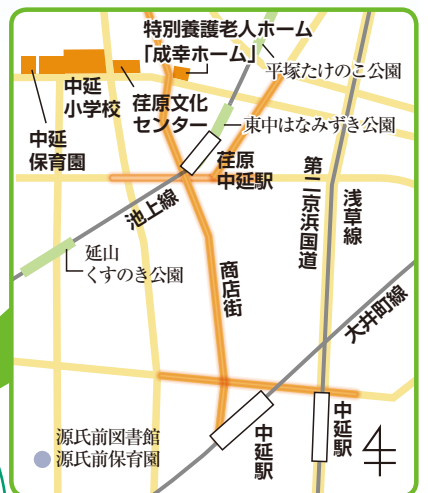 特別養護老人ホーム
「成幸ホーム」
平塚たけのこ公園
中延
小学校
荏原文化
センター
東中はなみずき公園
中延
保育園
荏原
中延駅
第二京浜国道
浅草線
池上線
延山
くすのき公園
商店街
大井町線
中延駅
中延駅
源氏前図書館
源氏前保育園